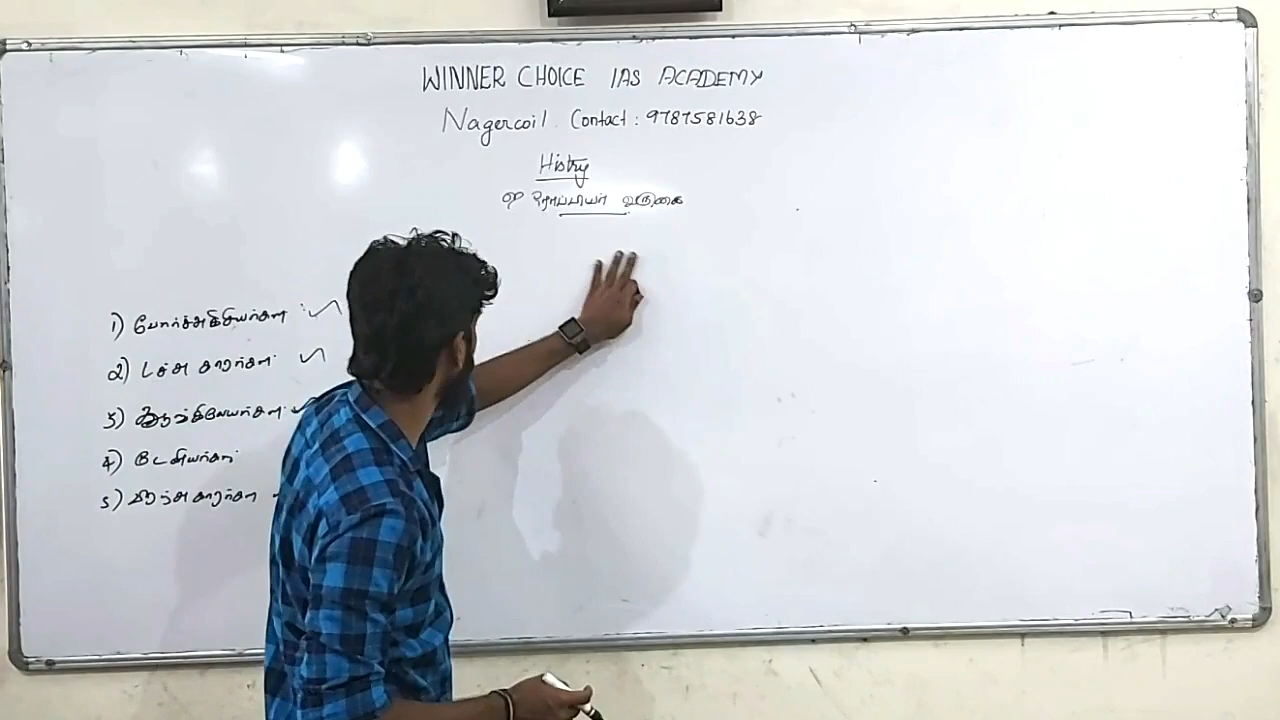 WINNER CHOICE IAS ACADEMY
Nagercoil. Contact : 9787581638
History
ஐரோப்பியர் வருகை
1) போர்ச்சுகீசியர்கள்
2) டச்சுகாரர்கள்
3) ஆங்கிலேயர்கள்
4) டேனியர்கள்
5) பிரெஞ்சுகாரர்கள்